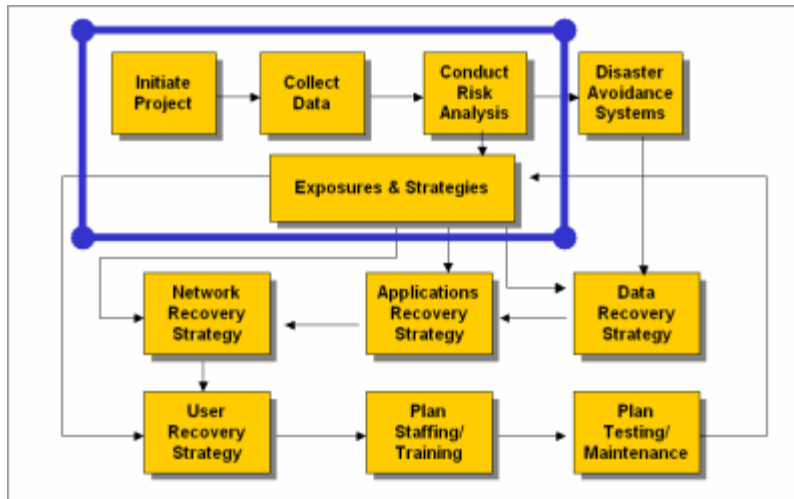 Initiate
Project
Collect
Data
Conduct
Risk
Analysis
Disaster
Avoidance
Systems
Exposures & Strategies
Network
Recovery
Strategy
Applications
Recovery
Strategy
Data
Recovery
Strategy
User
Recovery
Strategy
Plan
Staffing/
Training
Plan
Testing/
Maintenance